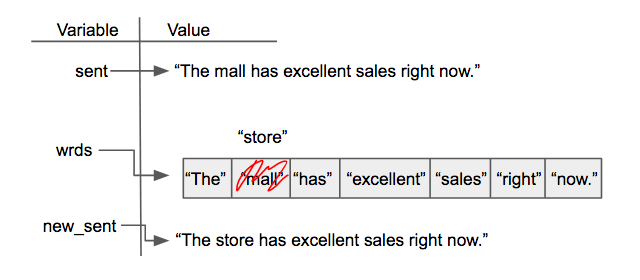 Variable Value
sent “The mall has excellent sales right now.”
“store”
wrds
“The” “mall” “has” “excellent” “sales” “right” “now.”
new_sent
“The store has excellent sales right now.”